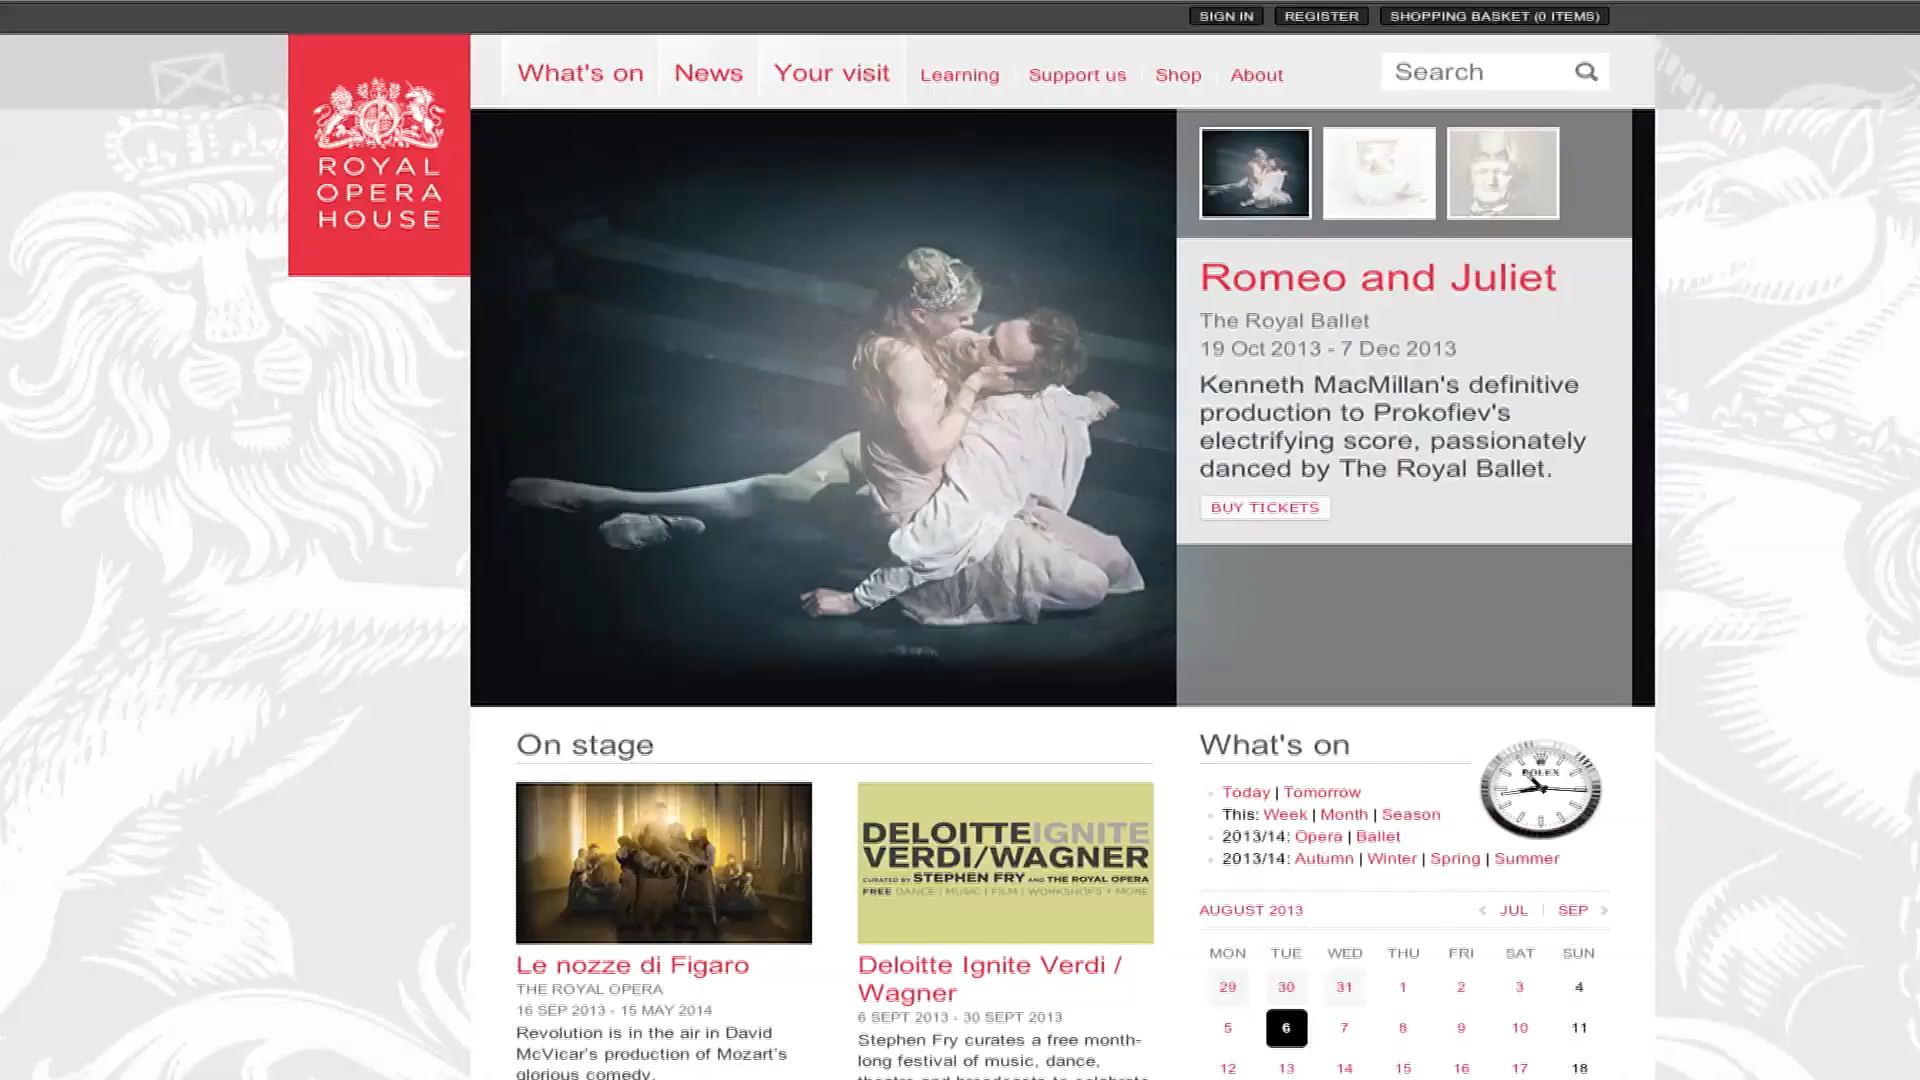 SIGN IN
REGISTER
SHOPPING BASKET (0 ITEMS)
ROYAL
OPERA
HOUSE
What's on
News
Your visit
Learning
Support us
Shop
About
Search
Romeo and Juliet
The Royal Ballet
19 Oct 2013 - 7 Dec 2013
Kenneth MacMillan's definitive
production to Prokofiev's
electrifying score, passionately
danced by The Royal Ballet.
BUY TICKETS
On stage
Le nozze di Figaro
THE ROYAL OPERA
16 SEP 2013 - 15 MAY 2014
Revolution is in the air in David
McVicar's production of Mozart's
glorious comedy.
DELOITTEIGNITE
VERDI/WAGNER
CURATED BY STEPHEN FRY AND THE ROYAL OPERA
FREE DANCE | MUSIC | FILM | WORKSHOPS + MORE
Deloitte Ignite Verdi /
Wagner
6 SEPT 2013 - 30 SEPT 2013
Stephen Fry curates a free month-
long festival of music, dance,
theatre and broadcasts to celebrate
What's on
ROLEX
Today | Tomorrow
This: Week | Month | Season
2013/14: Opera | Ballet
2013/14: Autumn | Winter | Spring | Summer
AUGUST 2013
JUL | SEP
MON TUE WED THU FRI SAT SUN
29 30 31 1 2 3 4
5 6 7 8 9 10 11
12 13 14 15 16 17 18